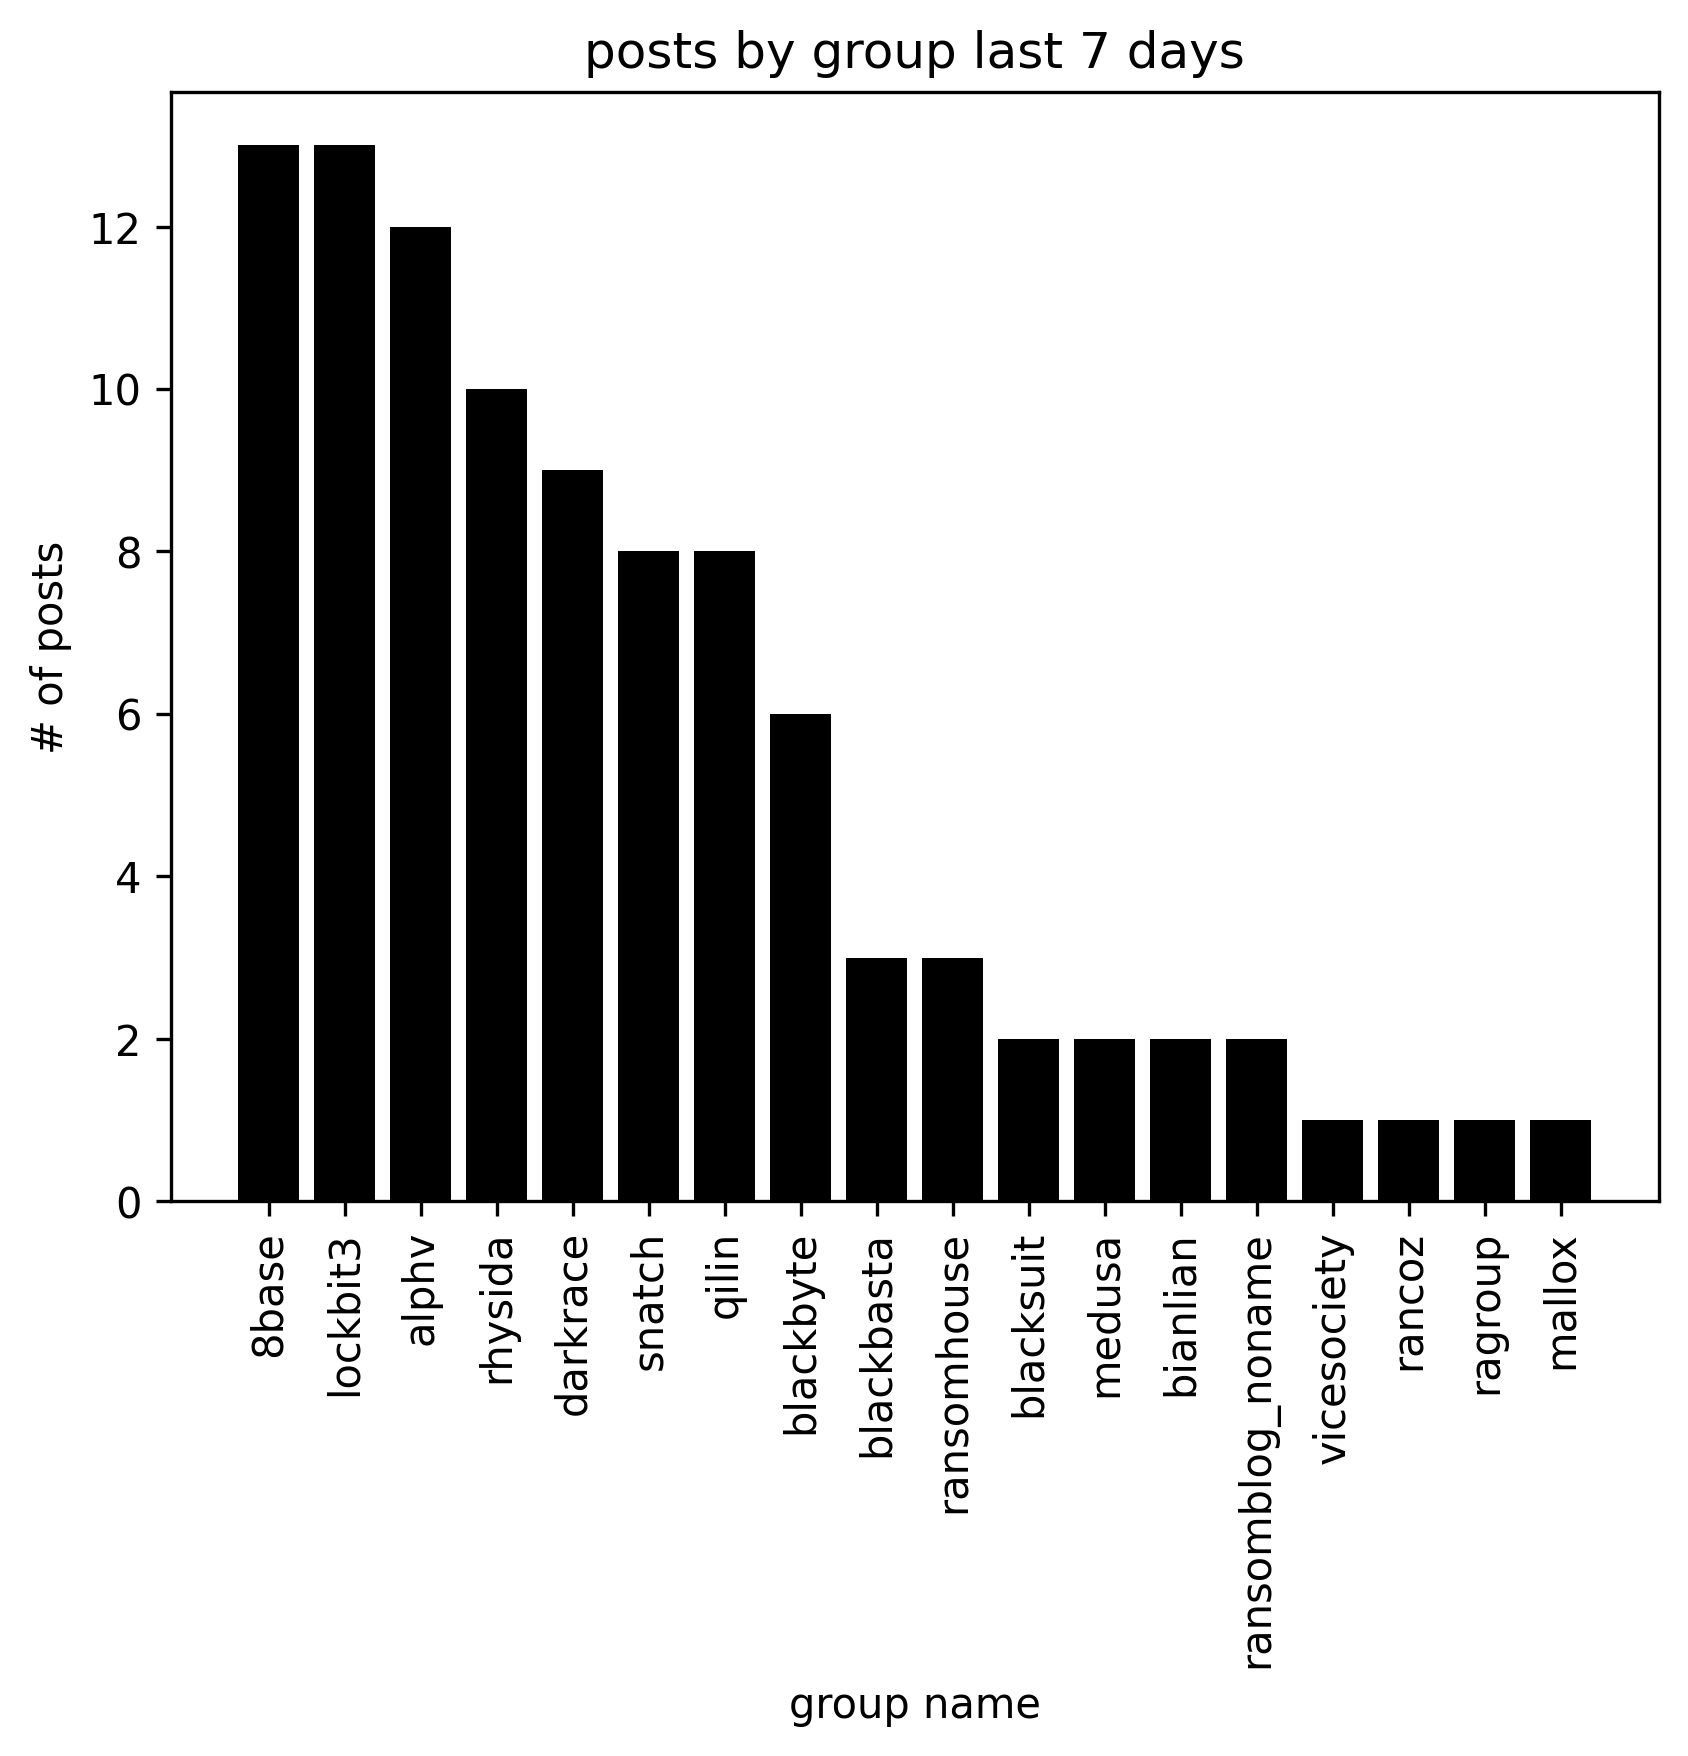 posts by group last 7 days
# of posts
12
10
8
6
4
2
0
8base
lockbit3
alphv
rhysida
darkrace
snatch
qilin
blackbyte
blackbasta
ransomhouse
blacksuit
medusa
bianlian
ransomblog_noname
vicesociety
rancoz
ragroup
mallox
group name